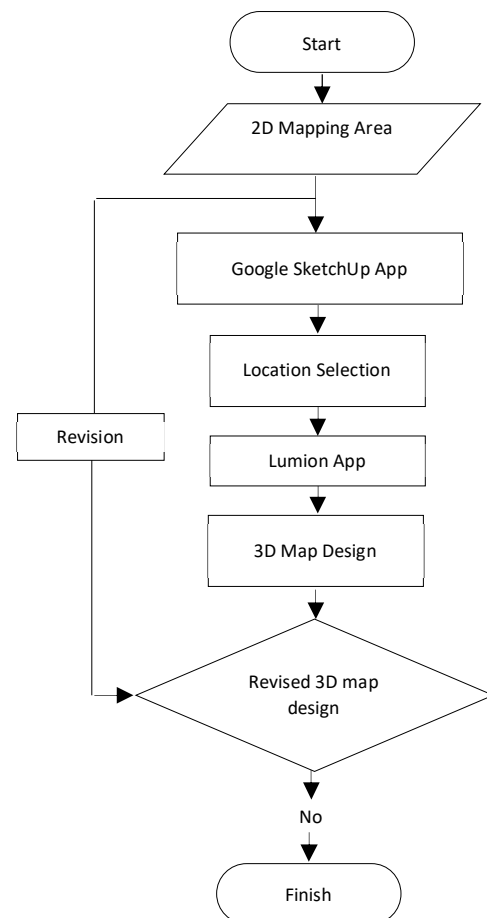 Start
2D Mapping Area
Google SketchUp App
Location Selection
Revision
Lumion App
3D Map Design
Revised 3D map
design
No
Finish